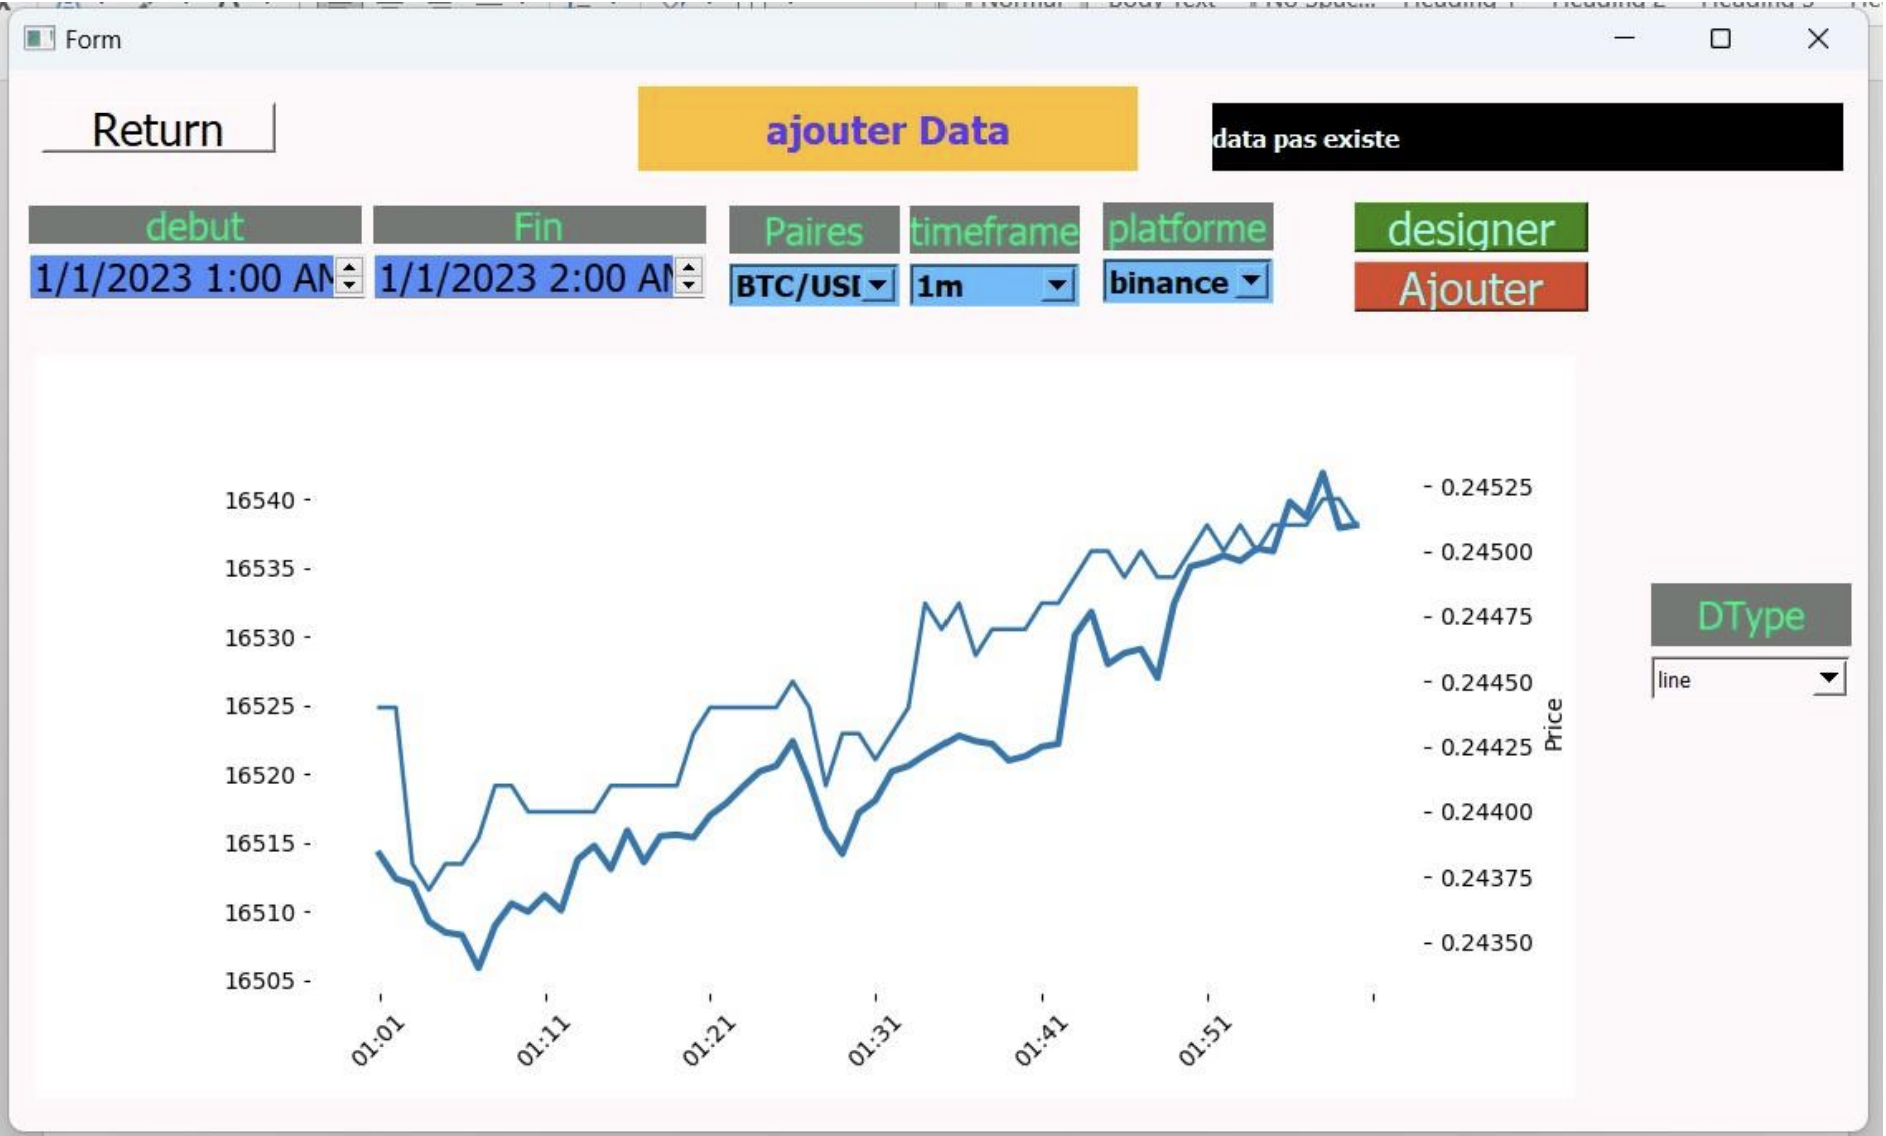 Form
Return
ajouter Data
data pas existe
debut
Fin
Paires
timeframe
platforme
designer
1/1/2023 1:00 AM
1/1/2023 2:00 AM
BTC/USD
1m
binance
Ajouter
16540
16535
16530
16525
16520
16515
16510
16505
0.24525
0.24500
0.24475
0.24450
0.24425
0.24400
0.24375
0.24350
Price
DType
line
01:01
01:11
01:21
01:31
01:41
01:51